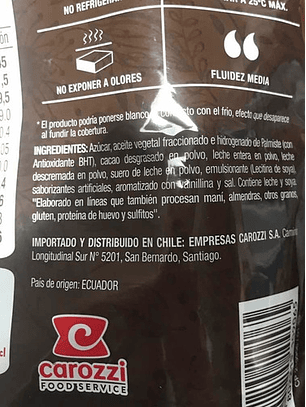 NO REFRIGERA
A 25°C MÁX.
NO EXPONER A OLORES
FLUIDEZ MEDIA
* El producto podría ponerse blanco con el frío, efecto que desaparece
al fundir la cobertura.
INGREDIENTES: Azúcar, aceite vegetal fraccionado e hidrogenado de Palmiste (con
Antioxidante BHT), cacao desgrasado en polvo, leche entera en polvo, leche
descremada en polvo, suero de leche en polvo, emulsionante (Lecitina de soya),
saborizantes artificiales, aromatizado con vainillina y sal. Contiene leche y soya.
"Elaborado en líneas que también procesan maní, almendras, otros granos,
gluten, proteína de huevo y sulfitos".
IMPORTADO Y DISTRIBUIDO EN CHILE: EMPRESAS CAROZZI S.A. Camino
Longitudinal Sur N° 5201, San Bernardo, Santiago.
País de origen: ECUADOR
carozzi
FOOD SERVICE